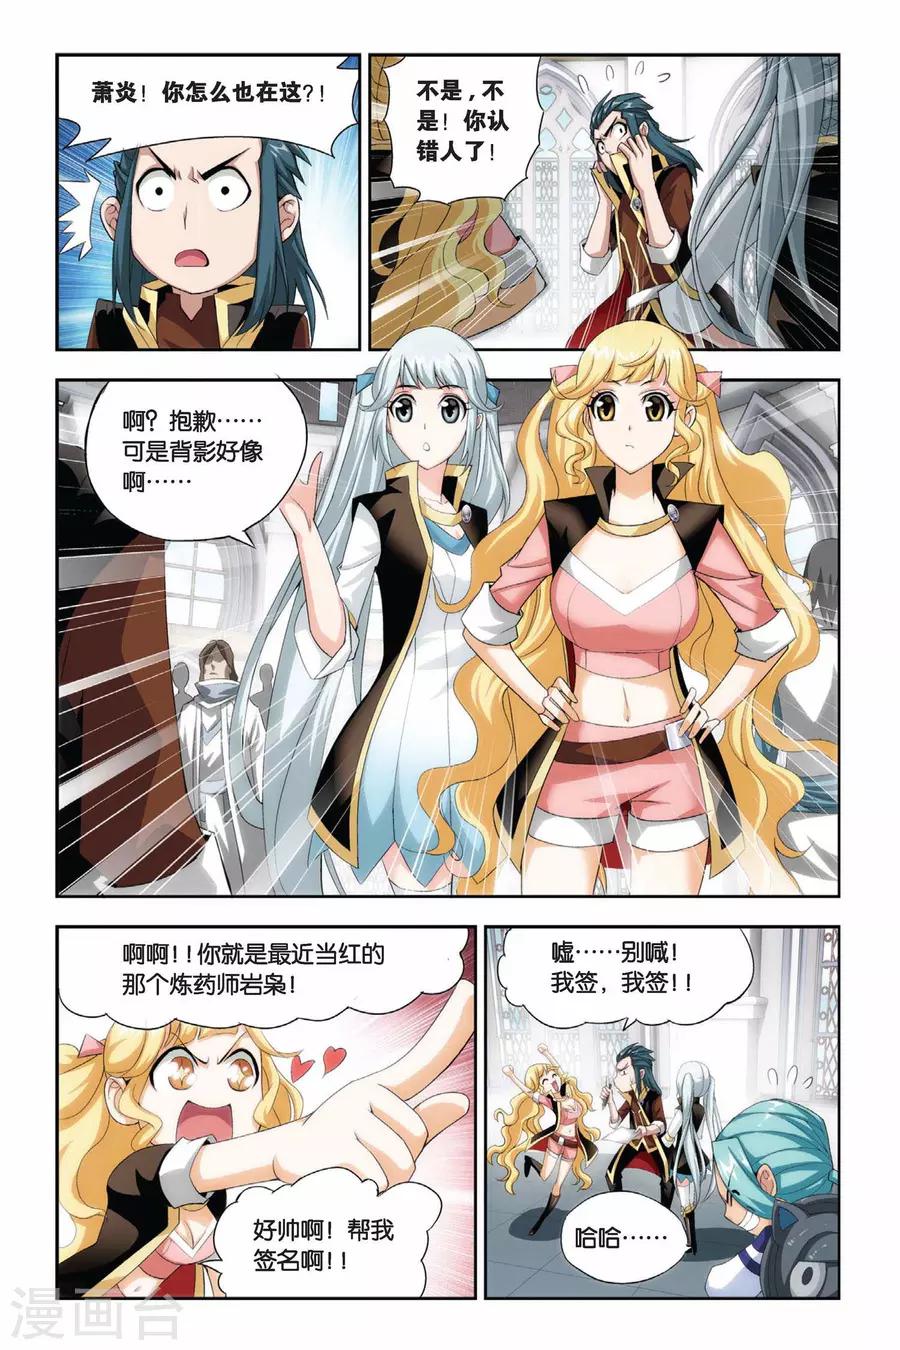 萧炎！你怎么也在这？！
不是，不
是！你认
错人了！
啊？抱歉……
可是背影好像
啊……
啊啊！！你就是最近当红的
那个炼药师岩枭！
好帅啊！帮我
签名啊！！
嘘……别喊！
我签，我签！！
哈哈……
漫画台